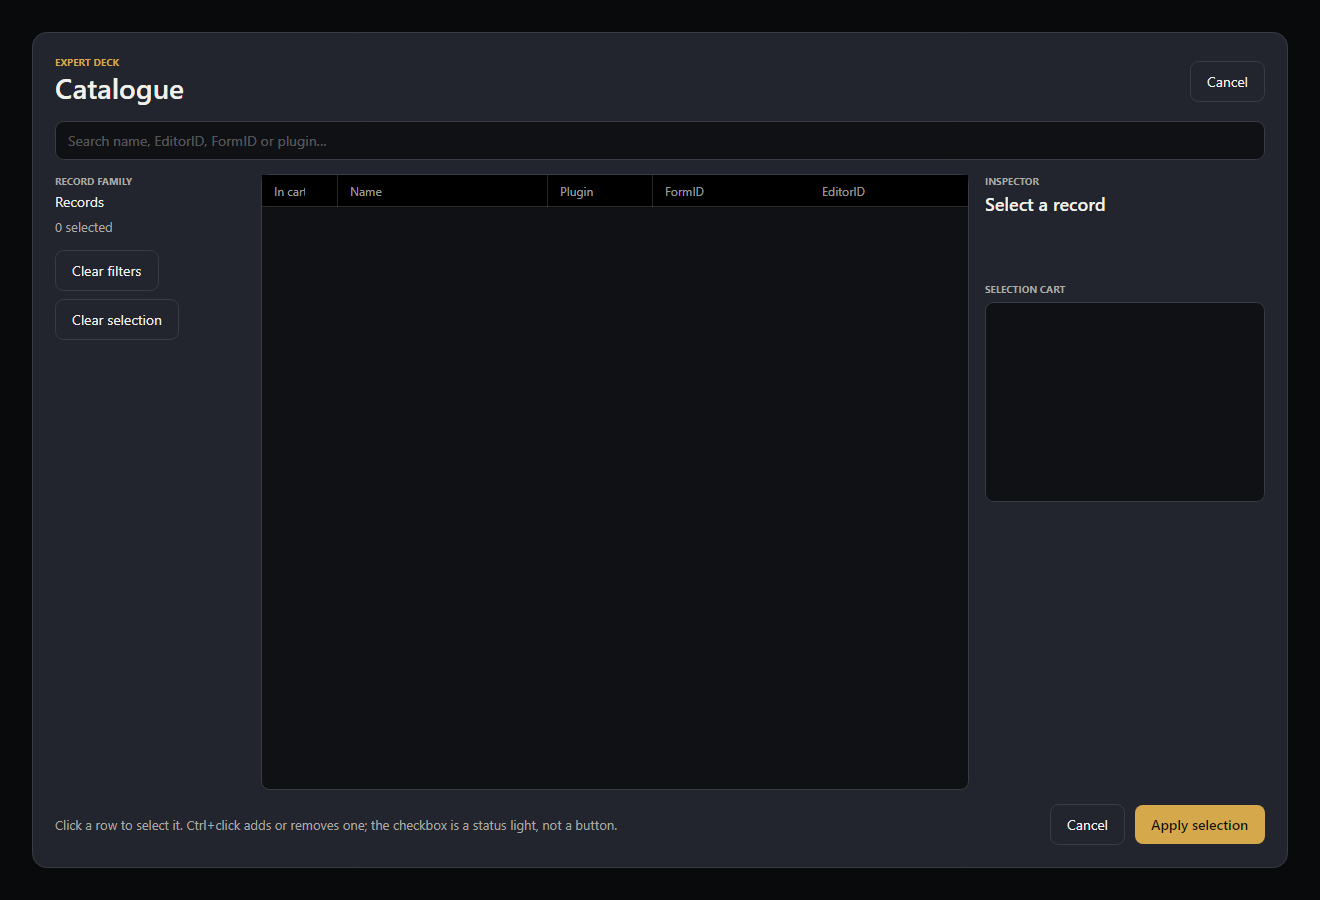 EXPERT DECK
Catalogue
Cancel
Search name, EditorID, FormID or plugin...
RECORD FAMILY
Records
0 selected
Clear filters
Clear selection
In cart
Name
Plugin
FormID
EditorID
INSPECTOR
Select a record
SELECTION CART
Click a row to select it. Ctrl+click adds or removes one; the checkbox is a status light, not a button.
Cancel
Apply selection